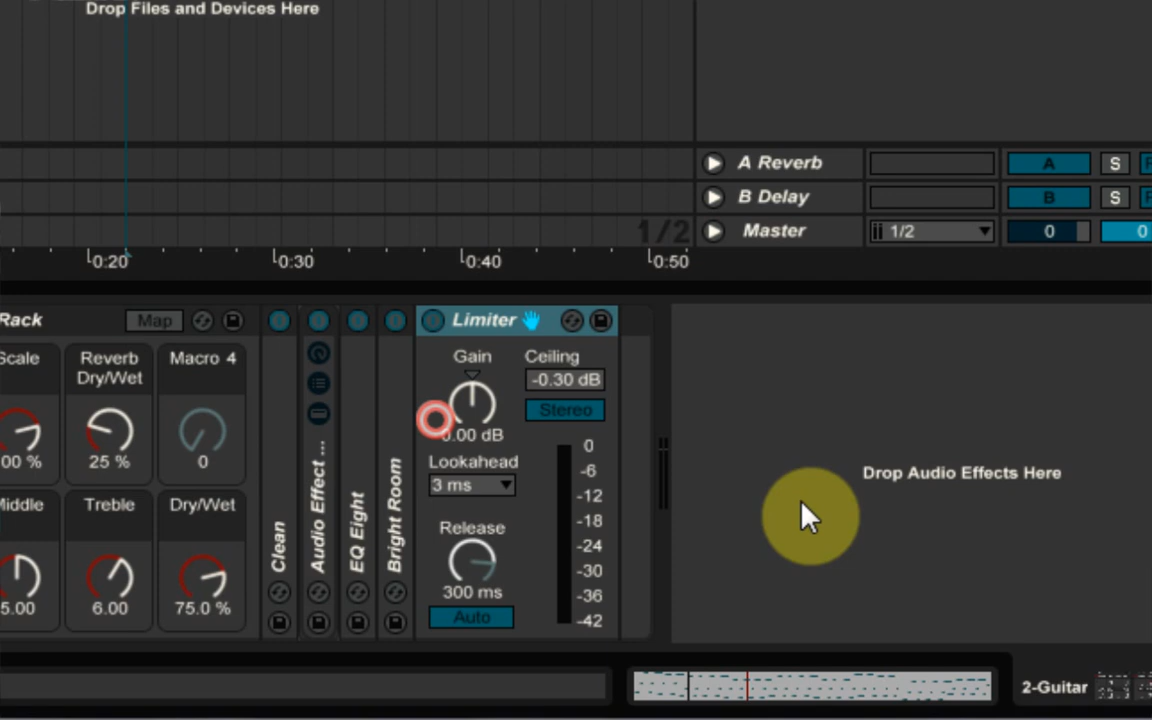 Drop Files and Devices Here
A Reverb A S
B Delay B S
1/2 Master 1/2 0 0
0:20 0:30 0:40 0:50
Rack Map Limiter
Scale Reverb Dry/Wet Macro 4
00 % 25 % 0
Middle Treble Dry/Wet
5.00 6.00 75.0 %
Clean
Audio Effect ...
EQ Eight
Bright Room
Gain Ceiling
-0.30 dB
Stereo
0.00 dB
Lookahead
3 ms
Release
300 ms
Auto
0
-6
-12
-18
-24
-30
-36
-42
Drop Audio Effects Here
2-Guitar